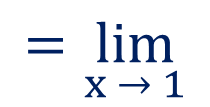 = lim
x → 1